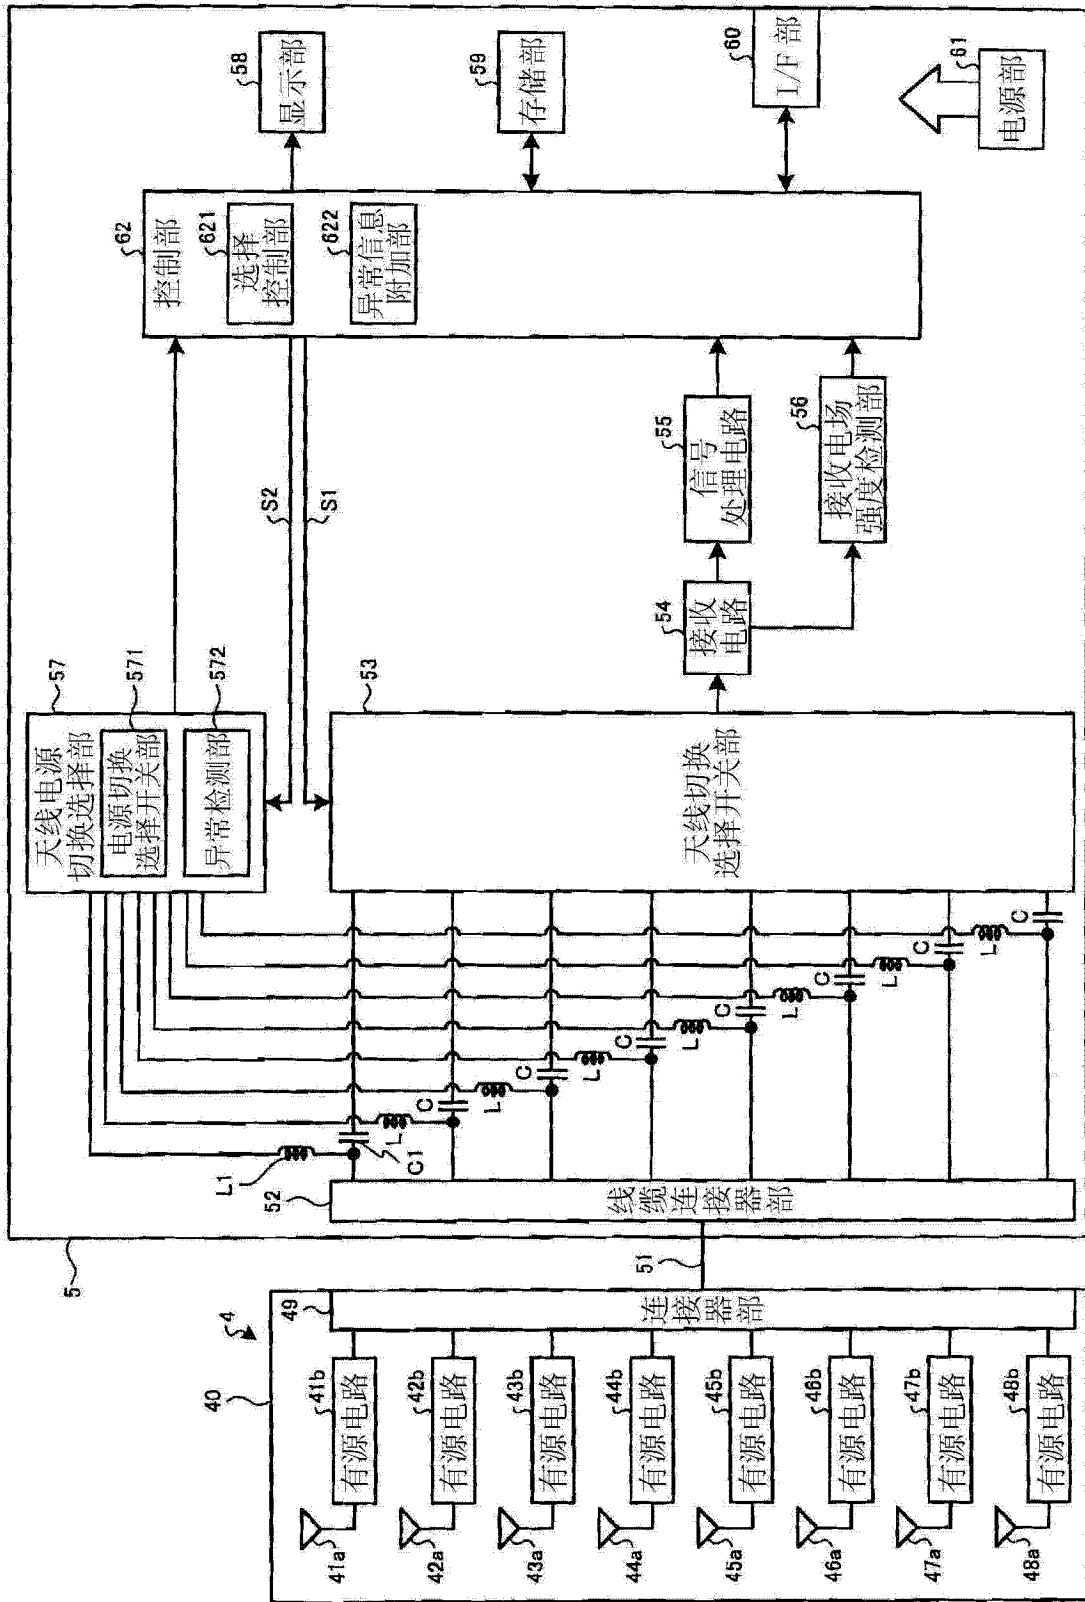 4
40
41a
42a
43a
44a
45a
46a
47a
48a
41b
有源电路
42b
有源电路
43b
有源电路
44b
有源电路
45b
有源电路
46b
有源电路
47b
有源电路
48b
有源电路
49
连接器部
5
51
52
线缆连接器部
L1
C1
L
C
L
C
L
C
L
C
L
C
L
C
L
C
57
天线电源
切换选择部
571
电源切换
选择开关部
572
异常检测部
53
天线切换
选择开关部
S2
S1
54
接收
电路
55
信号
处理电路
56
接收电场
强度检测部
62
控制部
621
选择
控制部
622
异常信息
附加部
58
显示部
59
存储部
60
I/F部
61
电源部